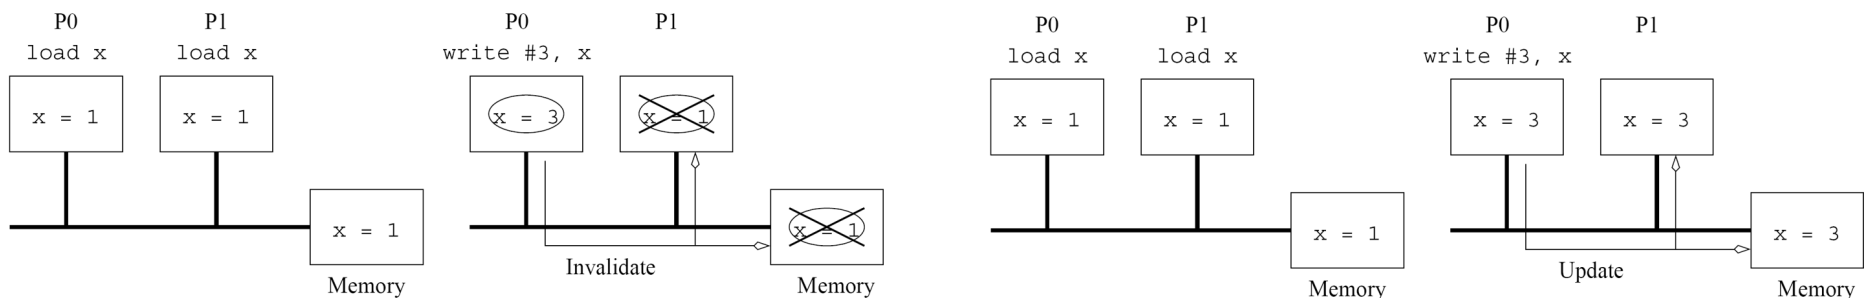 P0 P1
load x load x
x = 1 x = 1
x = 1
Memory
P0 P1
write #3, x
x = 3 x = 1
x = 1
Invalidate
Memory
P0 P1
load x load x
x = 1 x = 1
x = 1
Memory
P0 P1
write #3, x
x = 3 x = 3
x = 3
Update
Memory